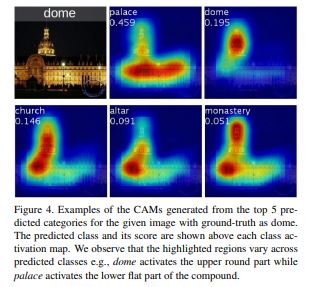 dome
palace
0.459
dome
0.195
church
0.146
altar
0.091
monastery
0.051
Figure 4. Examples of the CAMs generated from the top 5 pre-
dicted categories for the given image with ground-truth as dome.
The predicted class and its score are shown above each class ac-
tivation map. We observe that the highlighted regions vary across
predicted classes e.g., dome activates the upper round part while
palace activates the lower flat part of the compound.